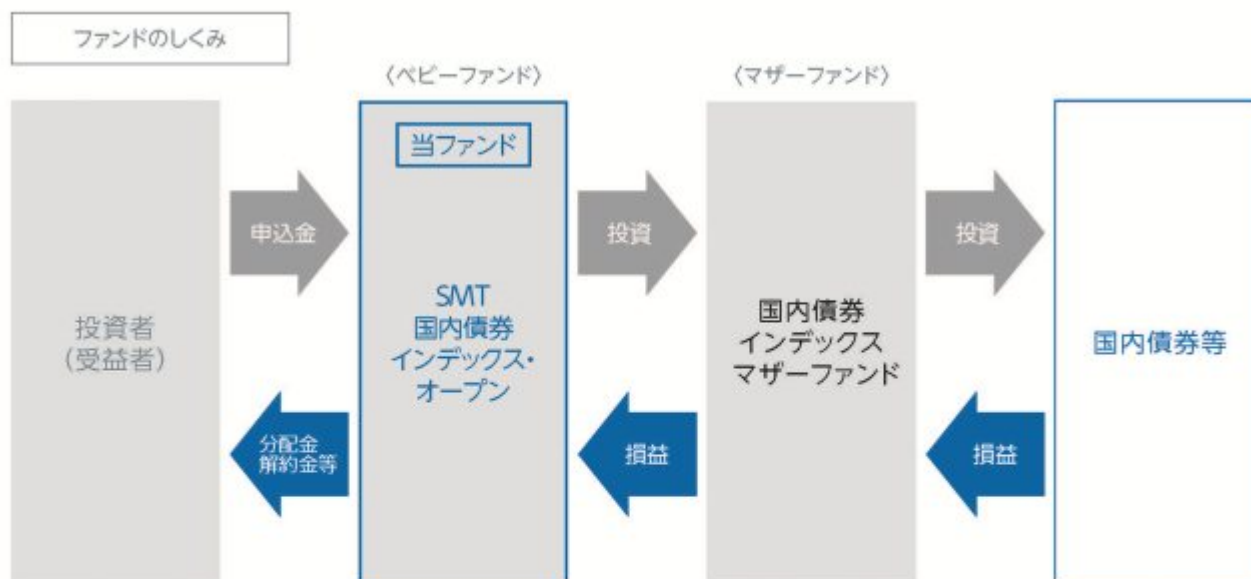 ファンドのしくみ
〈ベビーファンド〉
〈マザーファンド〉
投資者
(受益者)
申込金
分配金
解約金等
当ファンド
SMT
国内債券
インデックス・
オープン
投資
損益
国内債券
インデックス
マザーファンド
投資
損益
国内債券等